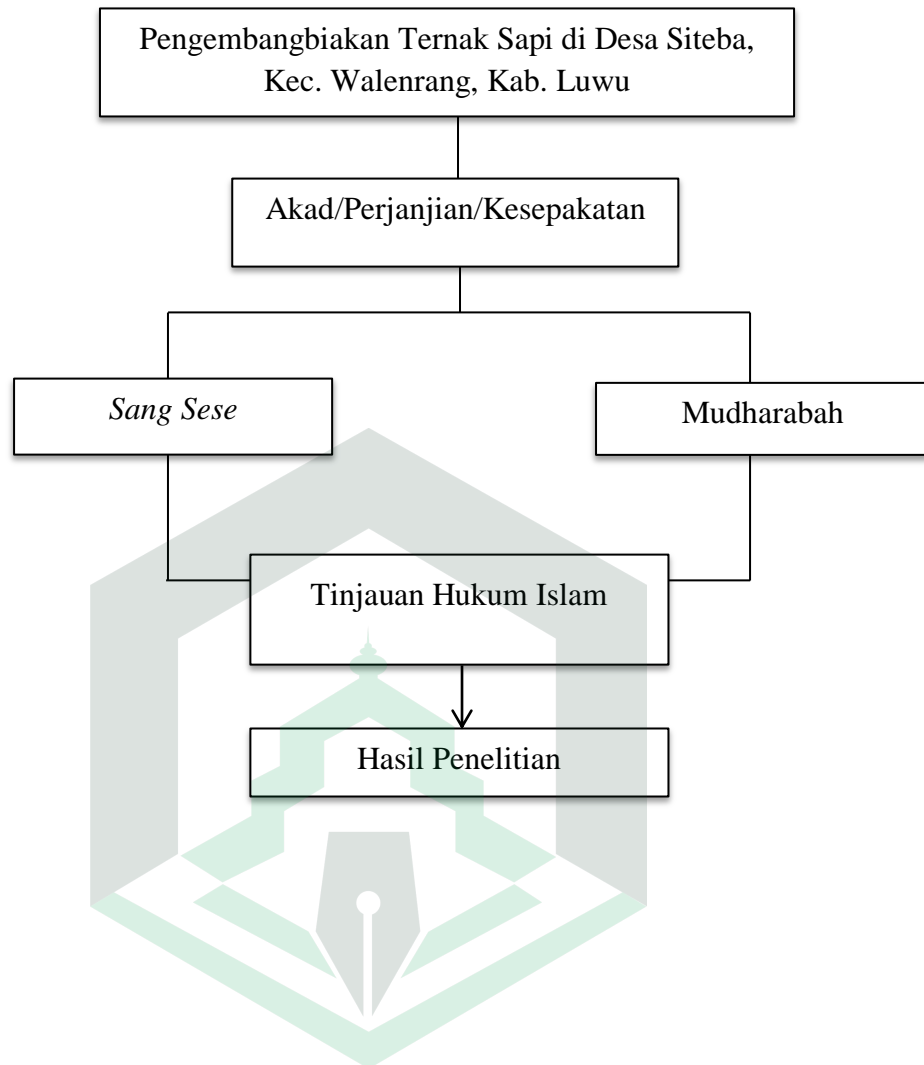 Pengembangbiakan Ternak Sapi di Desa Siteba,
Kec. Walenrang, Kab. Luwu
Akad/Perjanjian/Kesepakatan
Sang Sese
Mudharabah
Tinjauan Hukum Islam
Hasil Penelitian